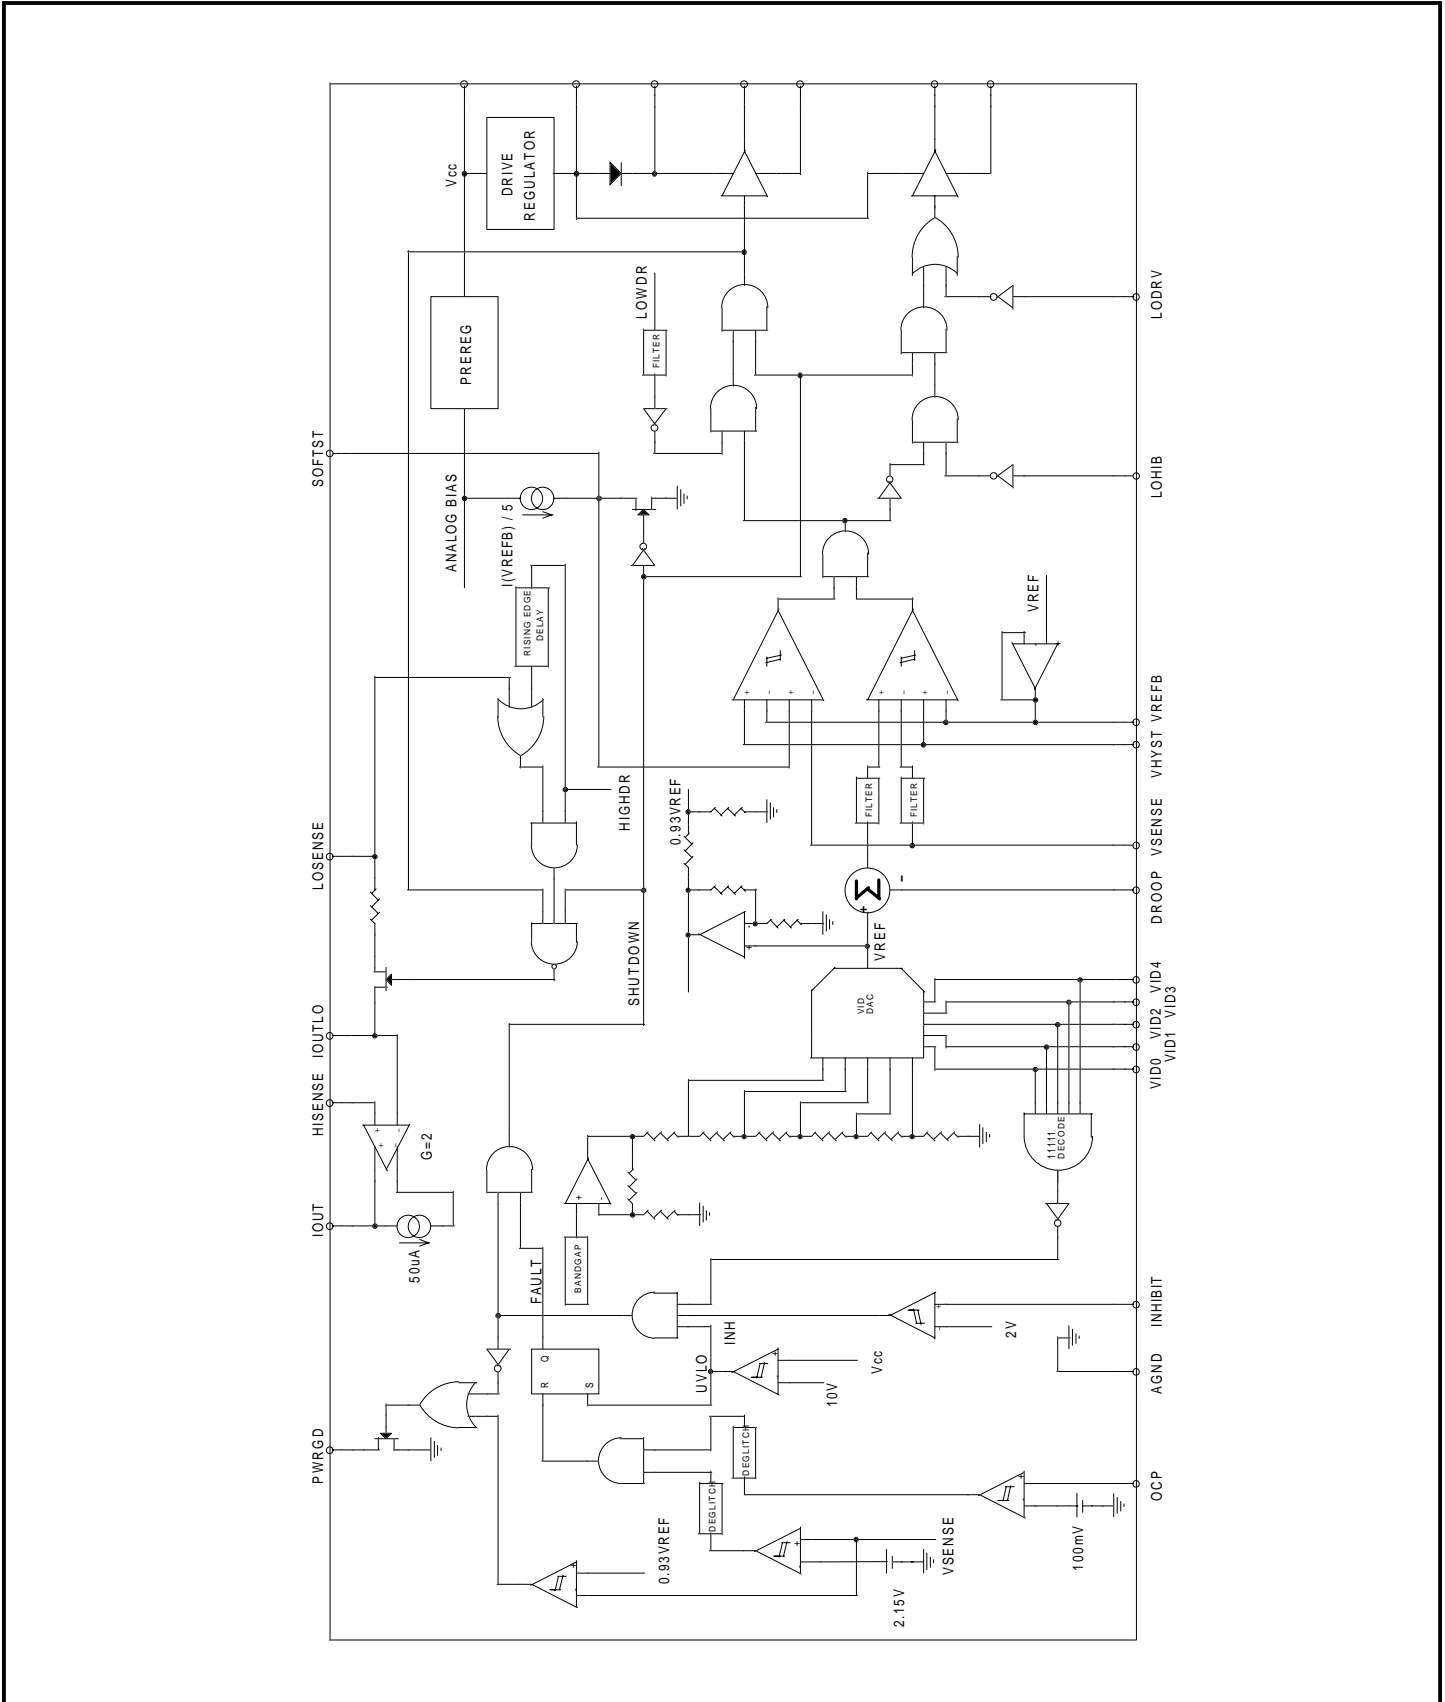 Vcc
DRIVE
REGULATOR
PREREG
LOWDR
FILTER
LODRV
SOFTST
ANALOG BIAS
I(VREFB) / 5
LOHIB
RISING EDGE
DELAY
VREF
+
-
+
-
+
-
+
-
+
VREFB
VHYST
HIGHDR
0.93VREF
FILTER
FILTER
VSENSE
LOSENSE
Σ
+
-
DROOP
VREF
+
-
SHUTDOWN
VID
DAC
VID4
VID3
VID2
VID1
VID0
IOUTLO
HISENSE
+
-
+
-
G=2
11111
DECODE
IOUT
50uA
+
-
BANDGAP
FAULT
INH
INHIBIT
+
-
2V
Q
R
S
UVLO
+
Vcc
10V
AGND
PWRGD
DEGLITCH
DEGLITCH
OCP
+
100mV
0.93VREF
+
+
VSENSE
2.15V